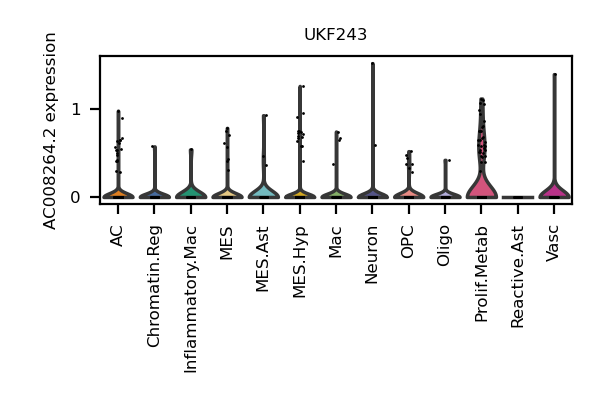 UKF243
AC008264.2 expression
1
0
AC
Chromatin.Reg
Inflammatory.Mac
MES
MES.Ast
MES.Hyp
Mac
Neuron
OPC
Oligo
Prolif.Metab
Reactive.Ast
Vasc